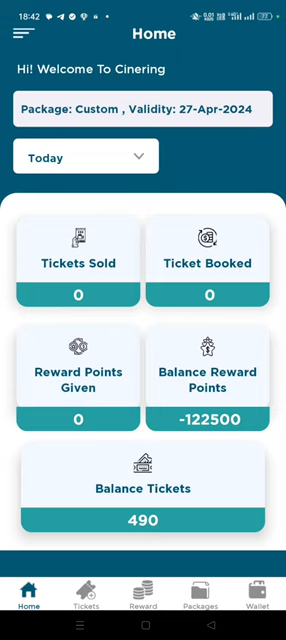 18:42
Home
Hi! Welcome To Cinering
Package: Custom , Validity: 27-Apr-2024
Today
Tickets Sold
0
Ticket Booked
0
Reward Points
Given
0
Balance Reward
Points
-122500
Balance Tickets
490
Home
Tickets
Reward
Packages
Wallet